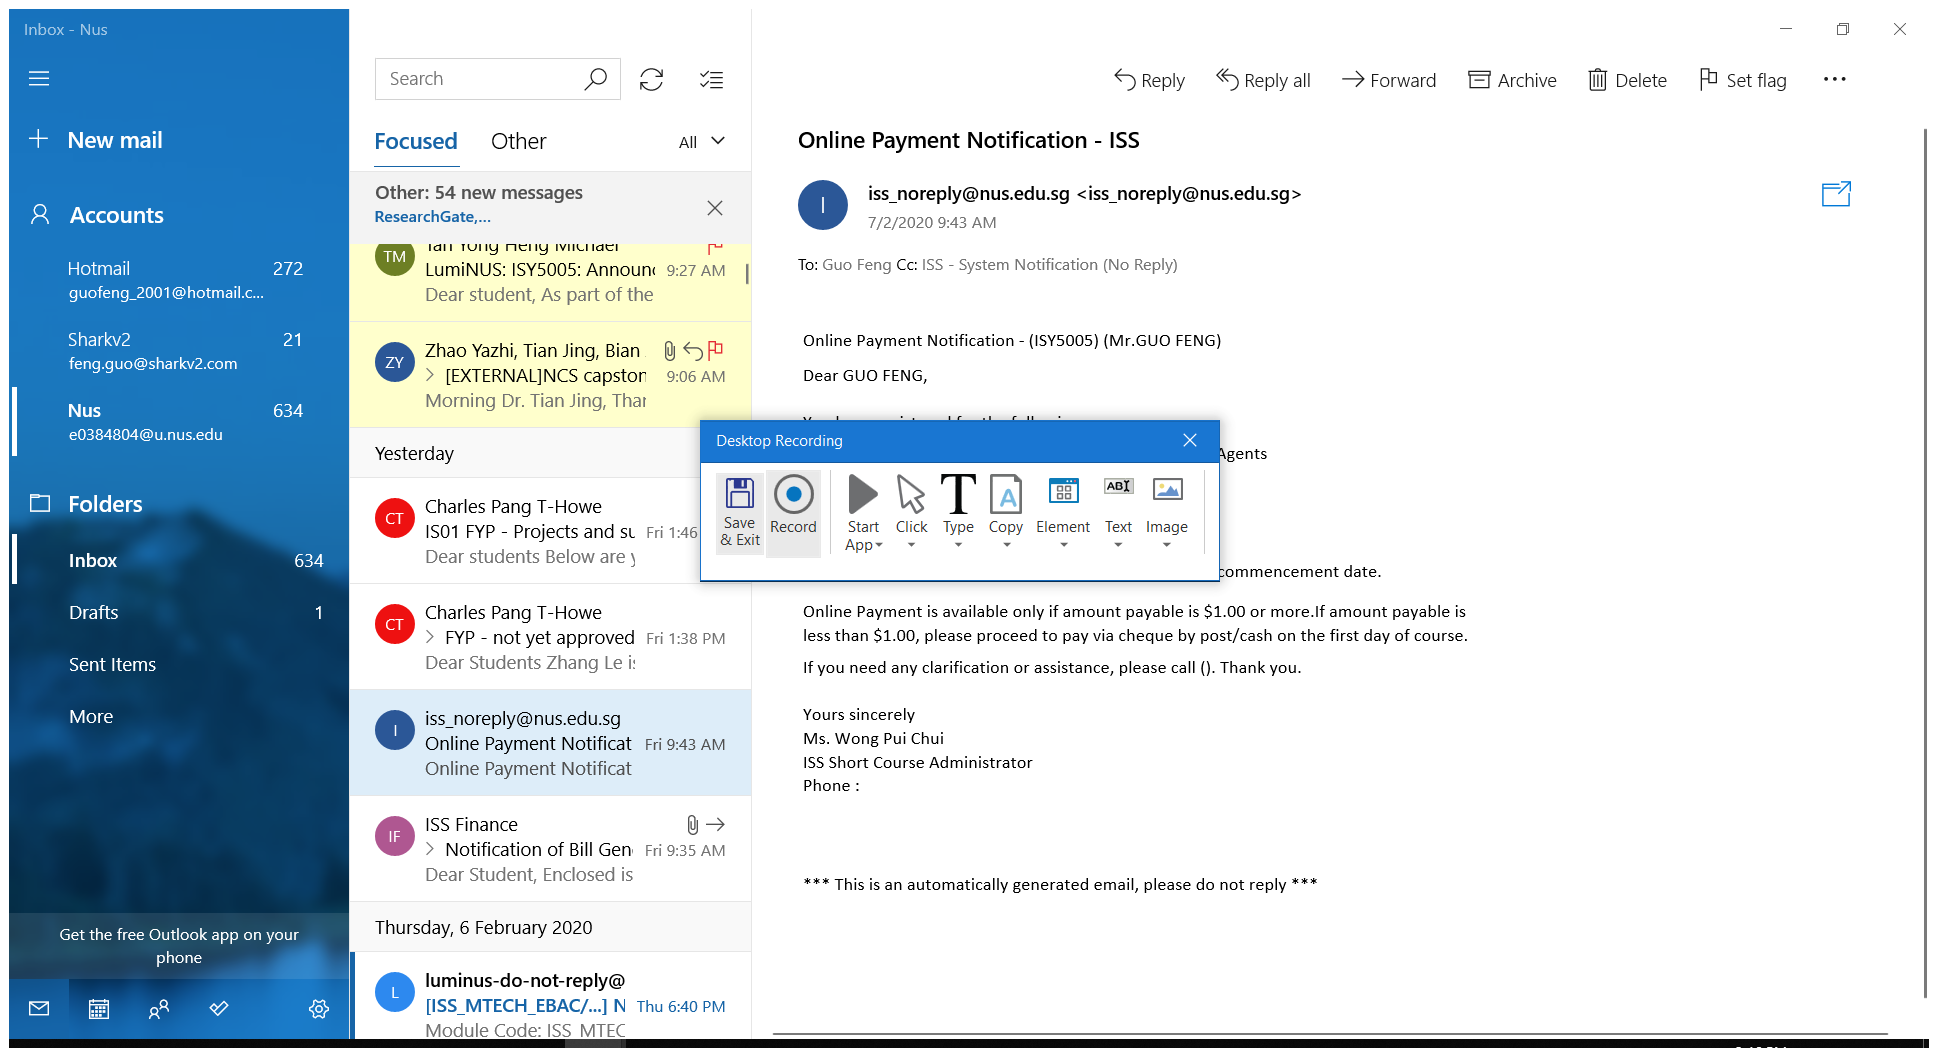 Inbox - Nus
New mail
Accounts
Hotmail 272
guofeng_2001@hotmail.c...
Sharkv2 21
feng.guo@sharkv2.com
Nus 634
e0384804@u.nus.edu
Folders
Inbox 634
Drafts 1
Sent Items
More
Get the free Outlook app on your
phone
Search
Focused Other All
Other: 54 new messages
ResearchGate,...
TM Tan Yong Heng Michael
LumiNUS: ISY5005: Announc 9:27 AM
Dear student, As part of the
ZY Zhao Yazhi, Tian Jing, Bian
[EXTERNAL]NCS capston 9:06 AM
Morning Dr. Tian Jing, Than
Yesterday
CT Charles Pang T-Howe
IS01 FYP - Projects and su Fri 1:46
Dear students Below are y
CT Charles Pang T-Howe
FYP - not yet approved Fri 1:38 PM
Dear Students Zhang Le is
I iss_noreply@nus.edu.sg
Online Payment Notificat Fri 9:43 AM
Online Payment Notificat
IF ISS Finance
Notification of Bill Gen Fri 9:35 AM
Dear Student, Enclosed is
Thursday, 6 February 2020
L luminus-do-not-reply@
[ISS_MTECH_EBAC/...] N Thu 6:40 PM
Module Code: ISS_MTEC
Reply Reply all Forward Archive Delete Set flag
Online Payment Notification - ISS
I iss_noreply@nus.edu.sg <iss_noreply@nus.edu.sg>
7/2/2020 9:43 AM
To: Guo Feng Cc: ISS - System Notification (No Reply)
Online Payment Notification - (ISY5005) (Mr.GUO FENG)
Dear GUO FENG,
Agents
Desktop Recording
Save
& Exit
Record
Start
App
Click
Type
Copy
Element
Text
Image
commencement date.
Online Payment is available only if amount payable is $1.00 or more.If amount payable is
less than $1.00, please proceed to pay via cheque by post/cash on the first day of course.
If you need any clarification or assistance, please call (). Thank you.
Yours sincerely
Ms. Wong Pui Chui
ISS Short Course Administrator
Phone :
*** This is an automatically generated email, please do not reply ***